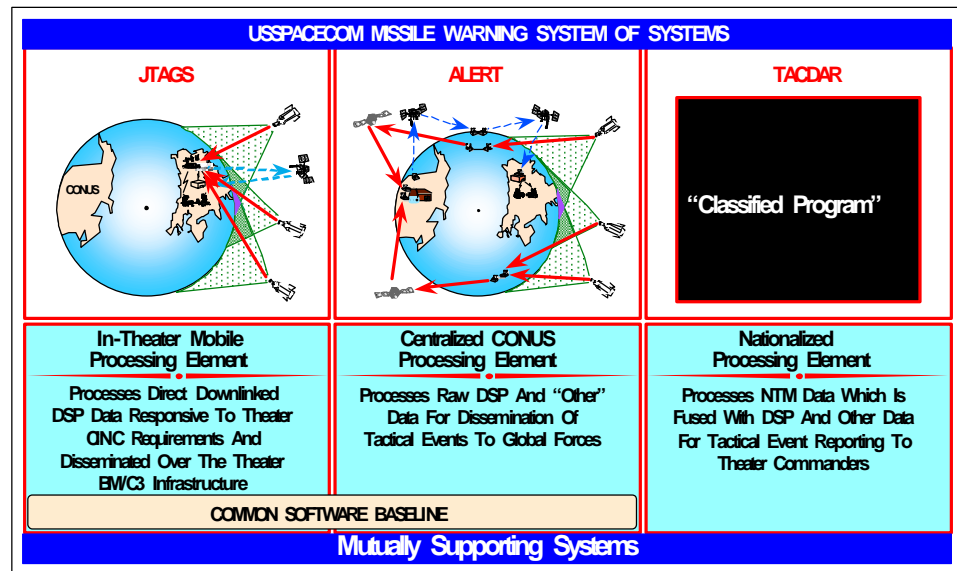 USSPACECOM MISSILE WARNING SYSTEM OF SYSTEMS
JTAGS
CONUS
In-Theater Mobile
Processing Element
Processes Direct Downlinked
DSP Data Responsive To Theater
CINC Requirements And
Disseminated Over The Theater
BM/C3 Infrastructure
ALERT
Centralized CONUS
Processing Element
Processes Raw DSP And “Other”
Data For Dissemination Of
Tactical Events To Global Forces
TACDAR
“Classified Program”
Nationalized
Processing Element
Processes NTM Data Which Is
Fused With DSP And Other Data
For Tactical Event Reporting To
Theater Commanders
COMMON SOFTWARE BASELINE
Mutually Supporting Systems